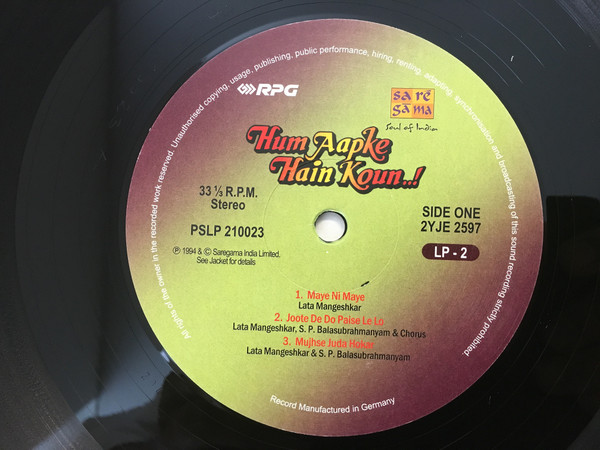 All rights of the owner in the recorded work reserved. Unauthorised copying, usage, publishing, public performance, hiring, renting, adapting, synchronisation and broadcasting of this sound recording strictly prohibited.
RPG
sa re
ga ma
Soul of India
Hum Aapke
Hain Koun..!
33 ⅓ R.P.M.
Stereo
SIDE ONE
PSLP 210023
2YJE 2597
LP - 2
℗ 1994 & © Saregama India Limited.
See Jacket for details
1. Maye Ni Maye
Lata Mangeshkar
2. Joote De Do Paise Le Lo
Lata Mangeshkar, S. P. Balasubrahmanyam & Chorus
3. Mujhse Juda Hokar
Lata Mangeshkar & S. P. Balasubrahmanyam
Record Manufactured in Germany